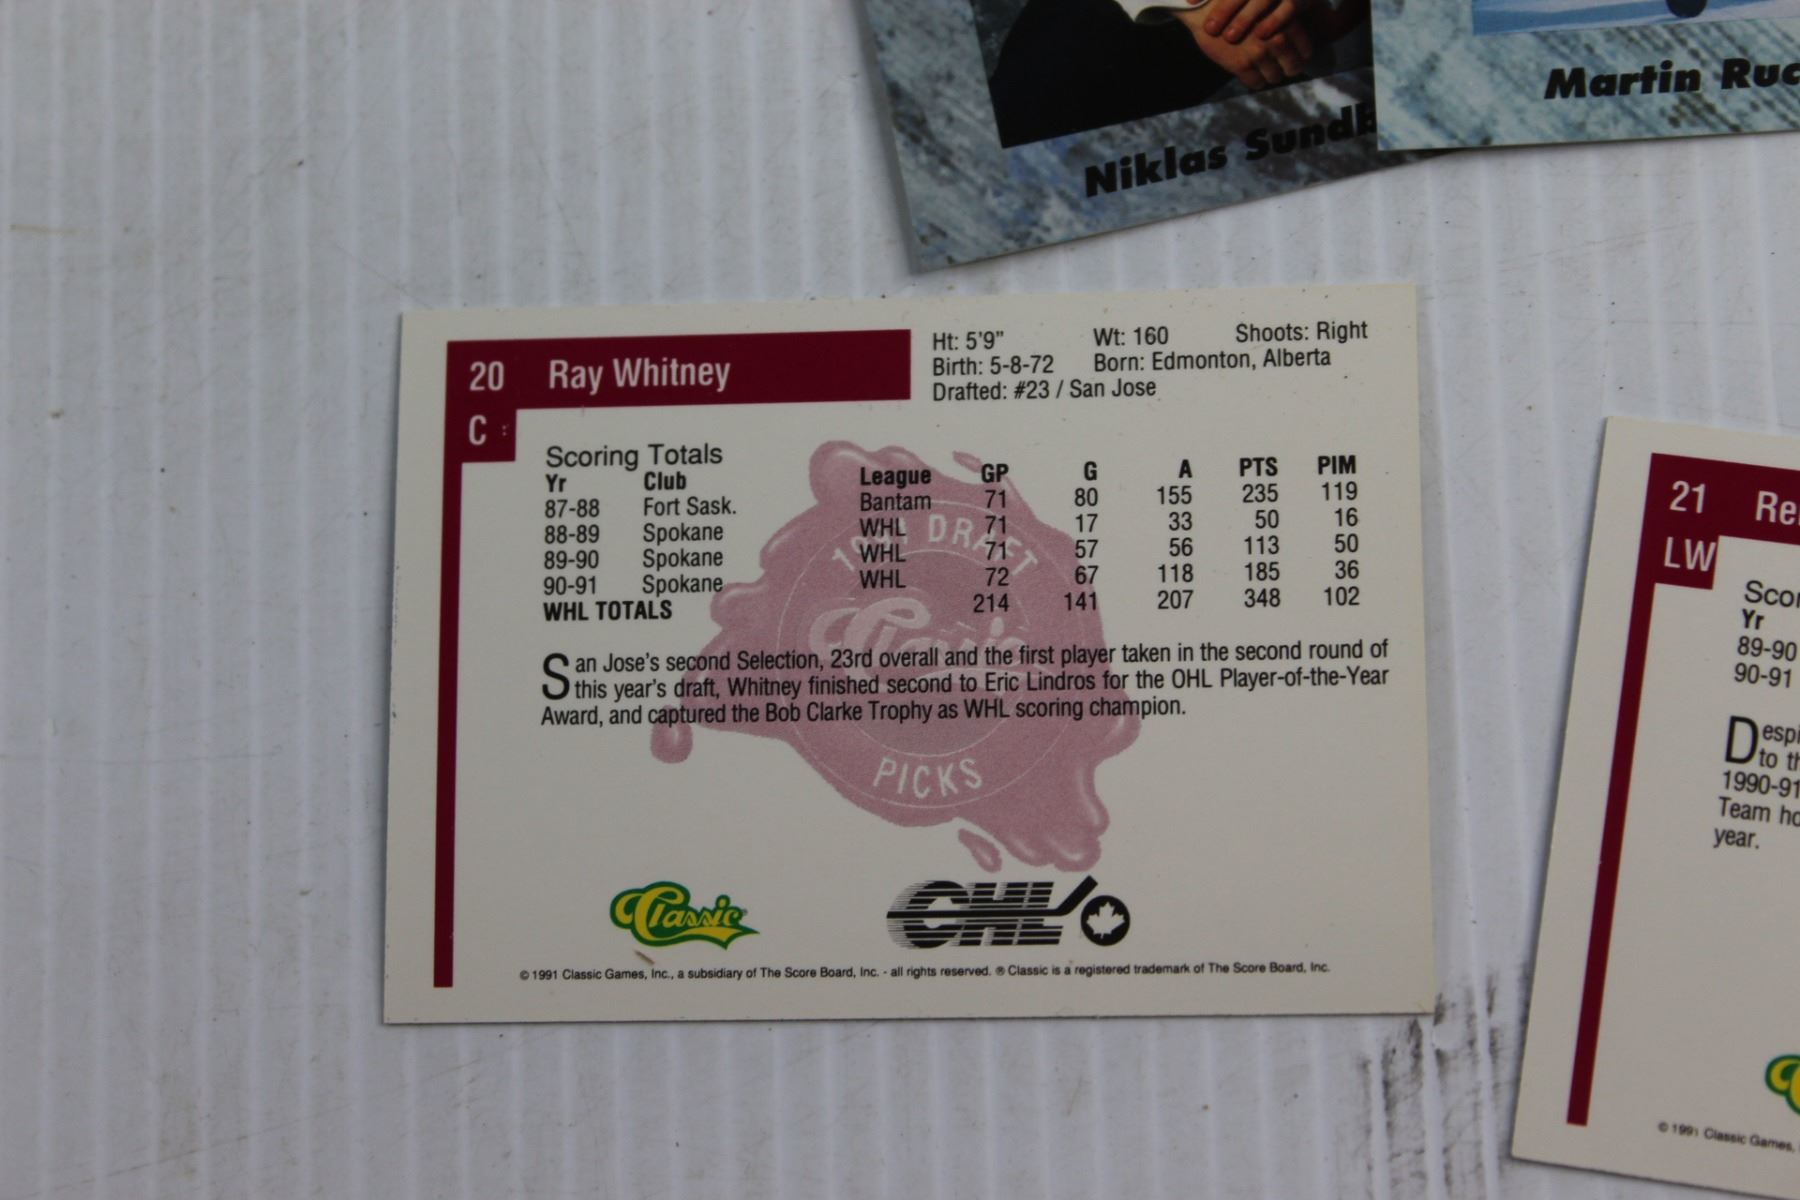 Niklas
Martin
20 Ray Whitney
C
Ht: 5'9" Wt: 160 Shoots: Right
Birth: 5-8-72 Born: Edmonton, Alberta
Drafted: #23 / San Jose
Scoring Totals
Yr Club League GP G A PTS PIM
87-88 Fort Sask. Bantam 71 80 155 235 119
88-89 Spokane WHL 71 17 33 50 16
89-90 Spokane WHL 71 57 56 113 50
90-91 Spokane WHL 72 67 118 185 36
WHL TOTALS 214 141 207 348 102
1991 DRAFT
Classic
PICKS
San Jose's second Selection, 23rd overall and the first player taken in the second round of
this year's draft, Whitney finished second to Eric Lindros for the OHL Player-of-the-Year
Award, and captured the Bob Clarke Trophy as WHL scoring champion.
Classic CHL
© 1991 Classic Games, Inc., a subsidiary of The Score Board, Inc. - all rights reserved. ® Classic is a registered trademark of The Score Board, Inc.
21
LW
Yr
89-90
90-91
to
1990-91
Team
year.
© 1991 Classic Games,